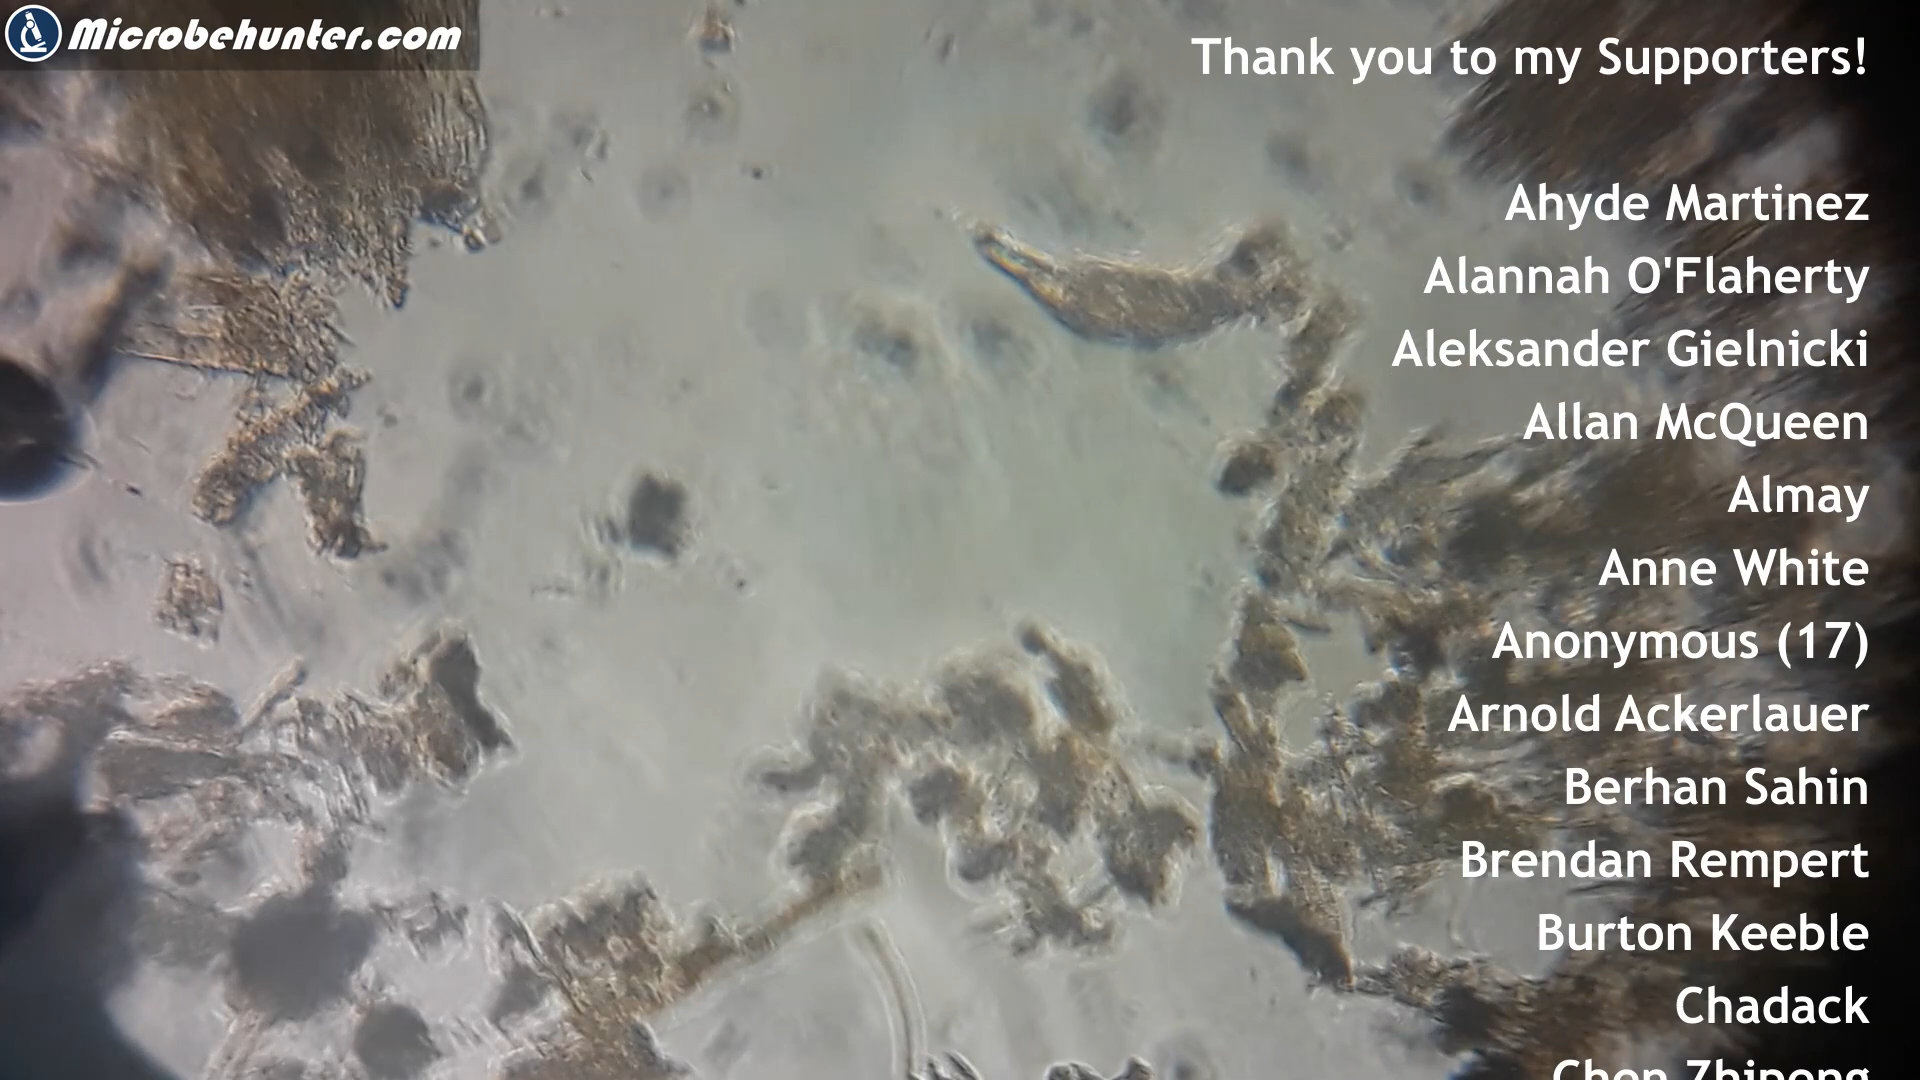 Microbehunter.com
Thank you to my Supporters!
Ahyde Martinez
Alannah O'Flaherty
Aleksander Gielnicki
Allan McQueen
Almay
Anne White
Anonymous (17)
Arnold Ackerlauer
Berhan Sahin
Brendan Rempert
Burton Keeble
Chadack